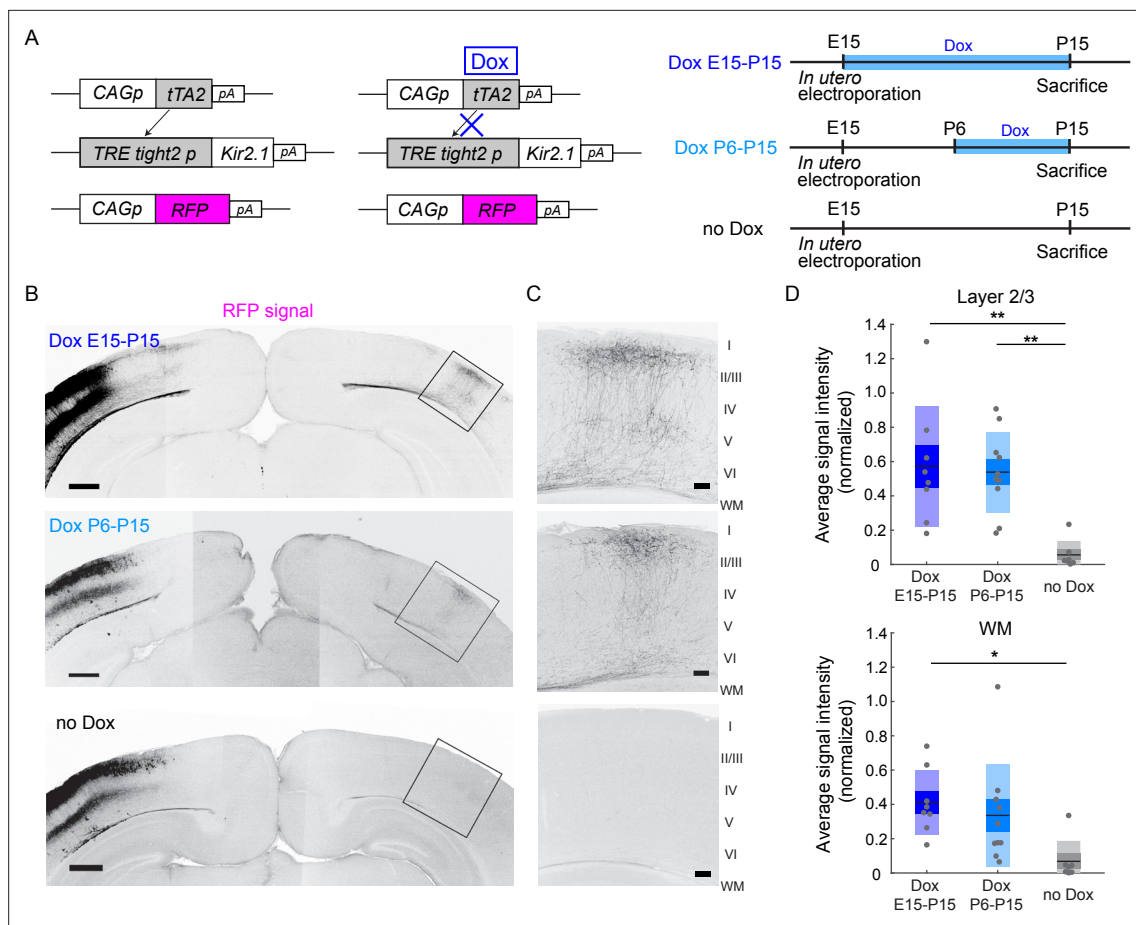 A
CAGp tTA2 pA
TRE tight2 p Kir2.1 pA
CAGp RFP pA
Dox
CAGp tTA2 pA
TRE tight2 p Kir2.1 pA
CAGp RFP pA
E15 Dox P15
Dox E15-P15
In utero
electroporation
Sacrifice
E15 P6 Dox P15
Dox P6-P15
In utero
electroporation
Sacrifice
E15 P15
no Dox
In utero
electroporation
Sacrifice
B
RFP signal
Dox E15-P15
Dox P6-P15
no Dox
C
I
II/III
IV
V
VI
WM
I
II/III
IV
V
VI
WM
I
II/III
IV
V
VI
WM
D
Layer 2/3
**
**
Average signal intensity
(normalized)
1.4
1.2
1.0
0.8
0.6
0.4
0.2
0
Dox
E15-P15
Dox
P6-P15
no Dox
WM
*
Average signal intensity
(normalized)
1.4
1.2
1.0
0.8
0.6
0.4
0.2
0
Dox
E15-P15
Dox
P6-P15
no Dox